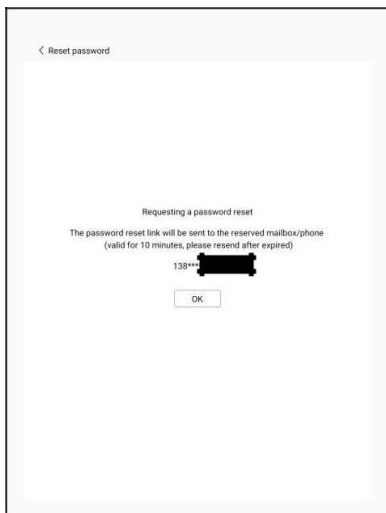 Reset password
Requesting a password reset
The password reset link will be sent to the reserved mailbox/phone
(valid for 10 minutes, please resend after expired)
138***
OK